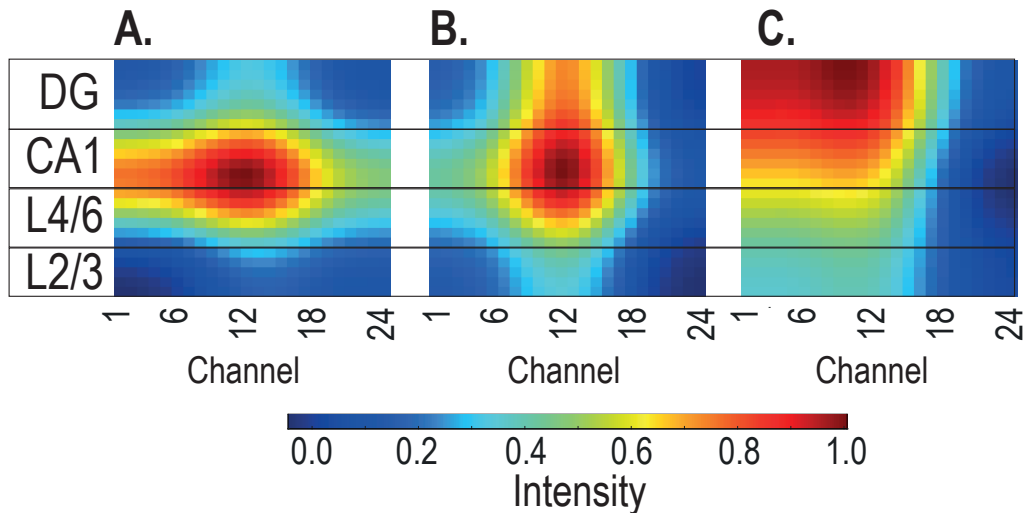 A. B. C.
DG
CA1
L4/6
L2/3
1 6 12 18 24 1 6 12 18 24 1 6 12 18 24
Channel Channel Channel
0.0 0.2 0.4 0.6 0.8 1.0
Intensity